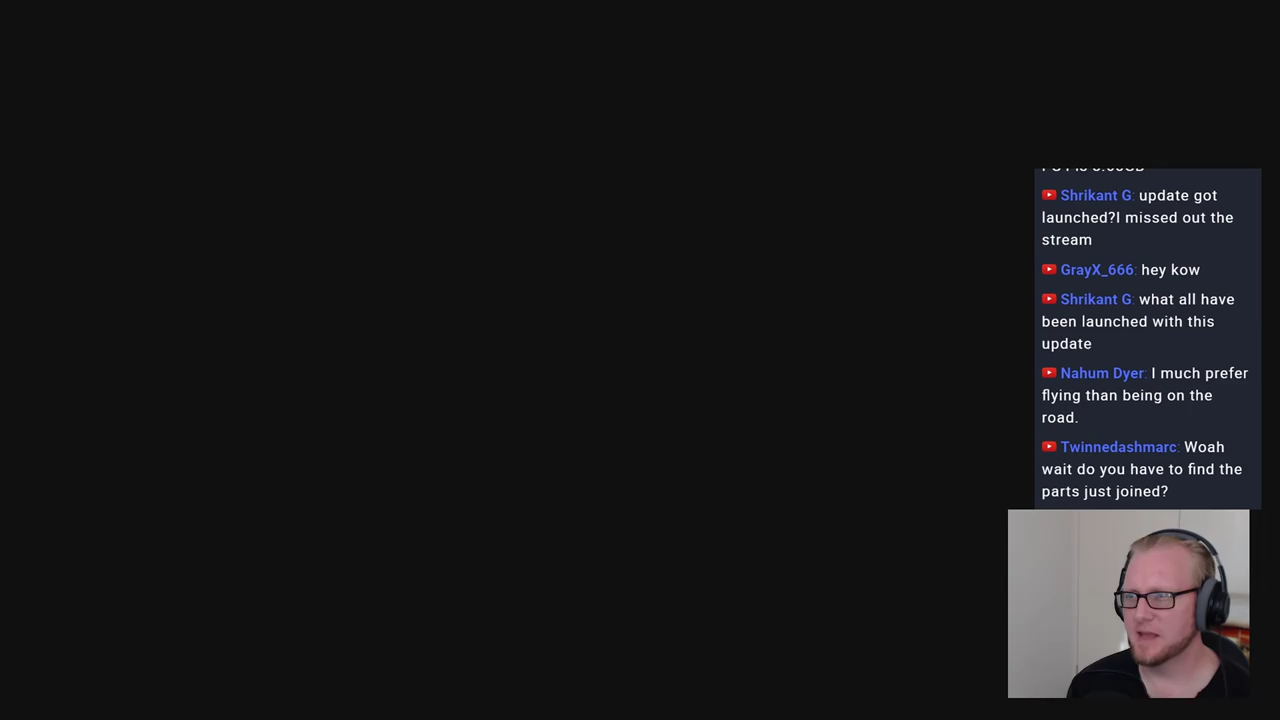 Shrikant G: update got
launched?I missed out the
stream
GrayX_666: hey kow
Shrikant G: what all have
been launched with this
update
Nahum Dyer: I much prefer
flying than being on the
road.
Twinnedashmarc: Woah
wait do you have to find the
parts just joined?